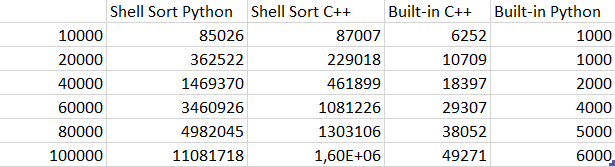 Shell Sort Python Shell Sort C++ Built-in C++ Built-in Python
10000 85026 87007 6252 1000
20000 362522 229018 10709 1000
40000 1469370 461899 18397 2000
60000 3460926 1081226 29307 4000
80000 4982045 1303106 38052 5000
100000 11081718 1,60E+06 49271 6000